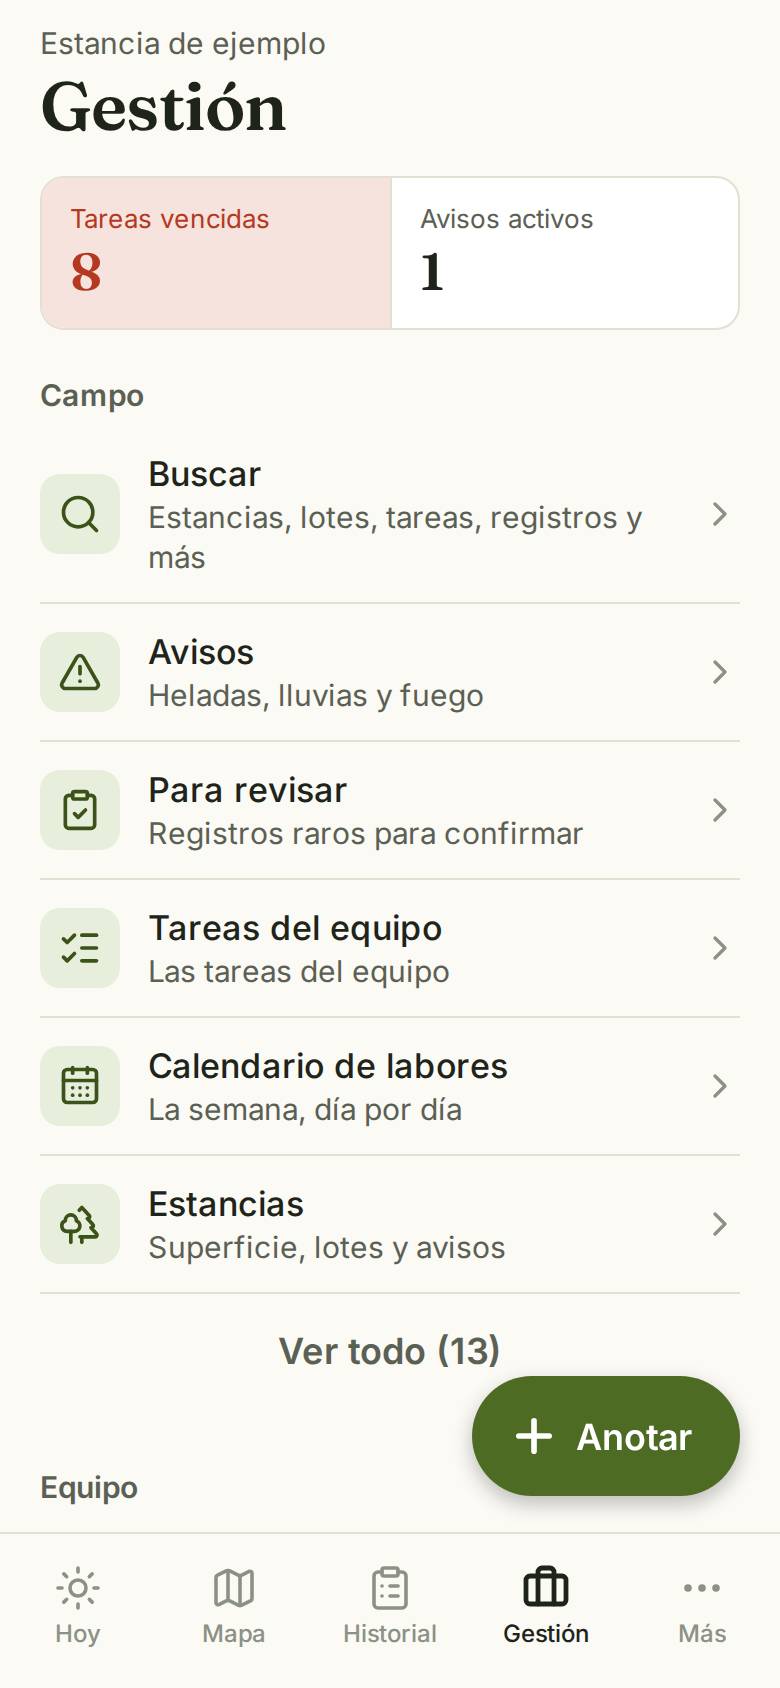 Estancia de ejemplo
Gestión
Tareas vencidas
8
Avisos activos
1
Campo
Buscar
Estancias, lotes, tareas, registros y
más
Avisos
Heladas, lluvias y fuego
Para revisar
Registros raros para confirmar
Tareas del equipo
Las tareas del equipo
Calendario de labores
La semana, día por día
Estancias
Superficie, lotes y avisos
Ver todo (13)
Anotar
Equipo
Hoy
Mapa
Historial
Gestión
Más